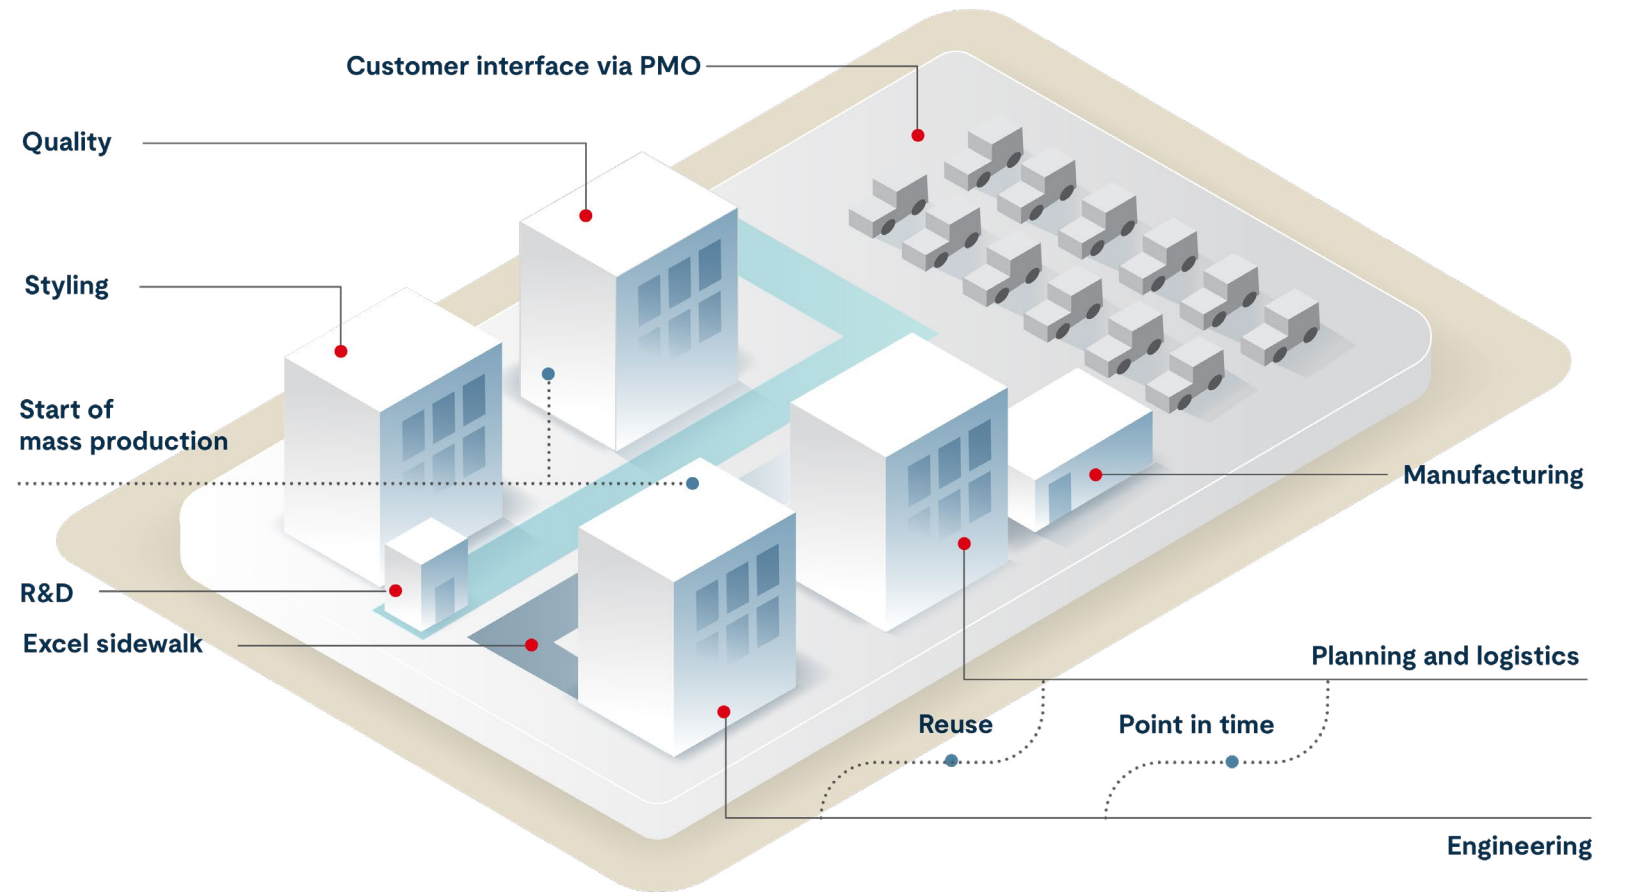 Customer interface via PMO
Quality
Styling
Start of
mass production
Manufacturing
R&D
Excel sidewalk
Planning and logistics
Reuse
Point in time
Engineering